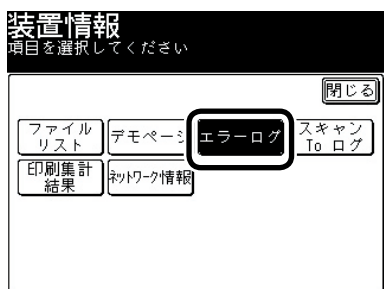 装置情報
項目を選択してください
閉じる
ファイル
リスト
デモページ
エラーログ
スキャン
To ログ
印刷集計
結果
ネットワーク情報